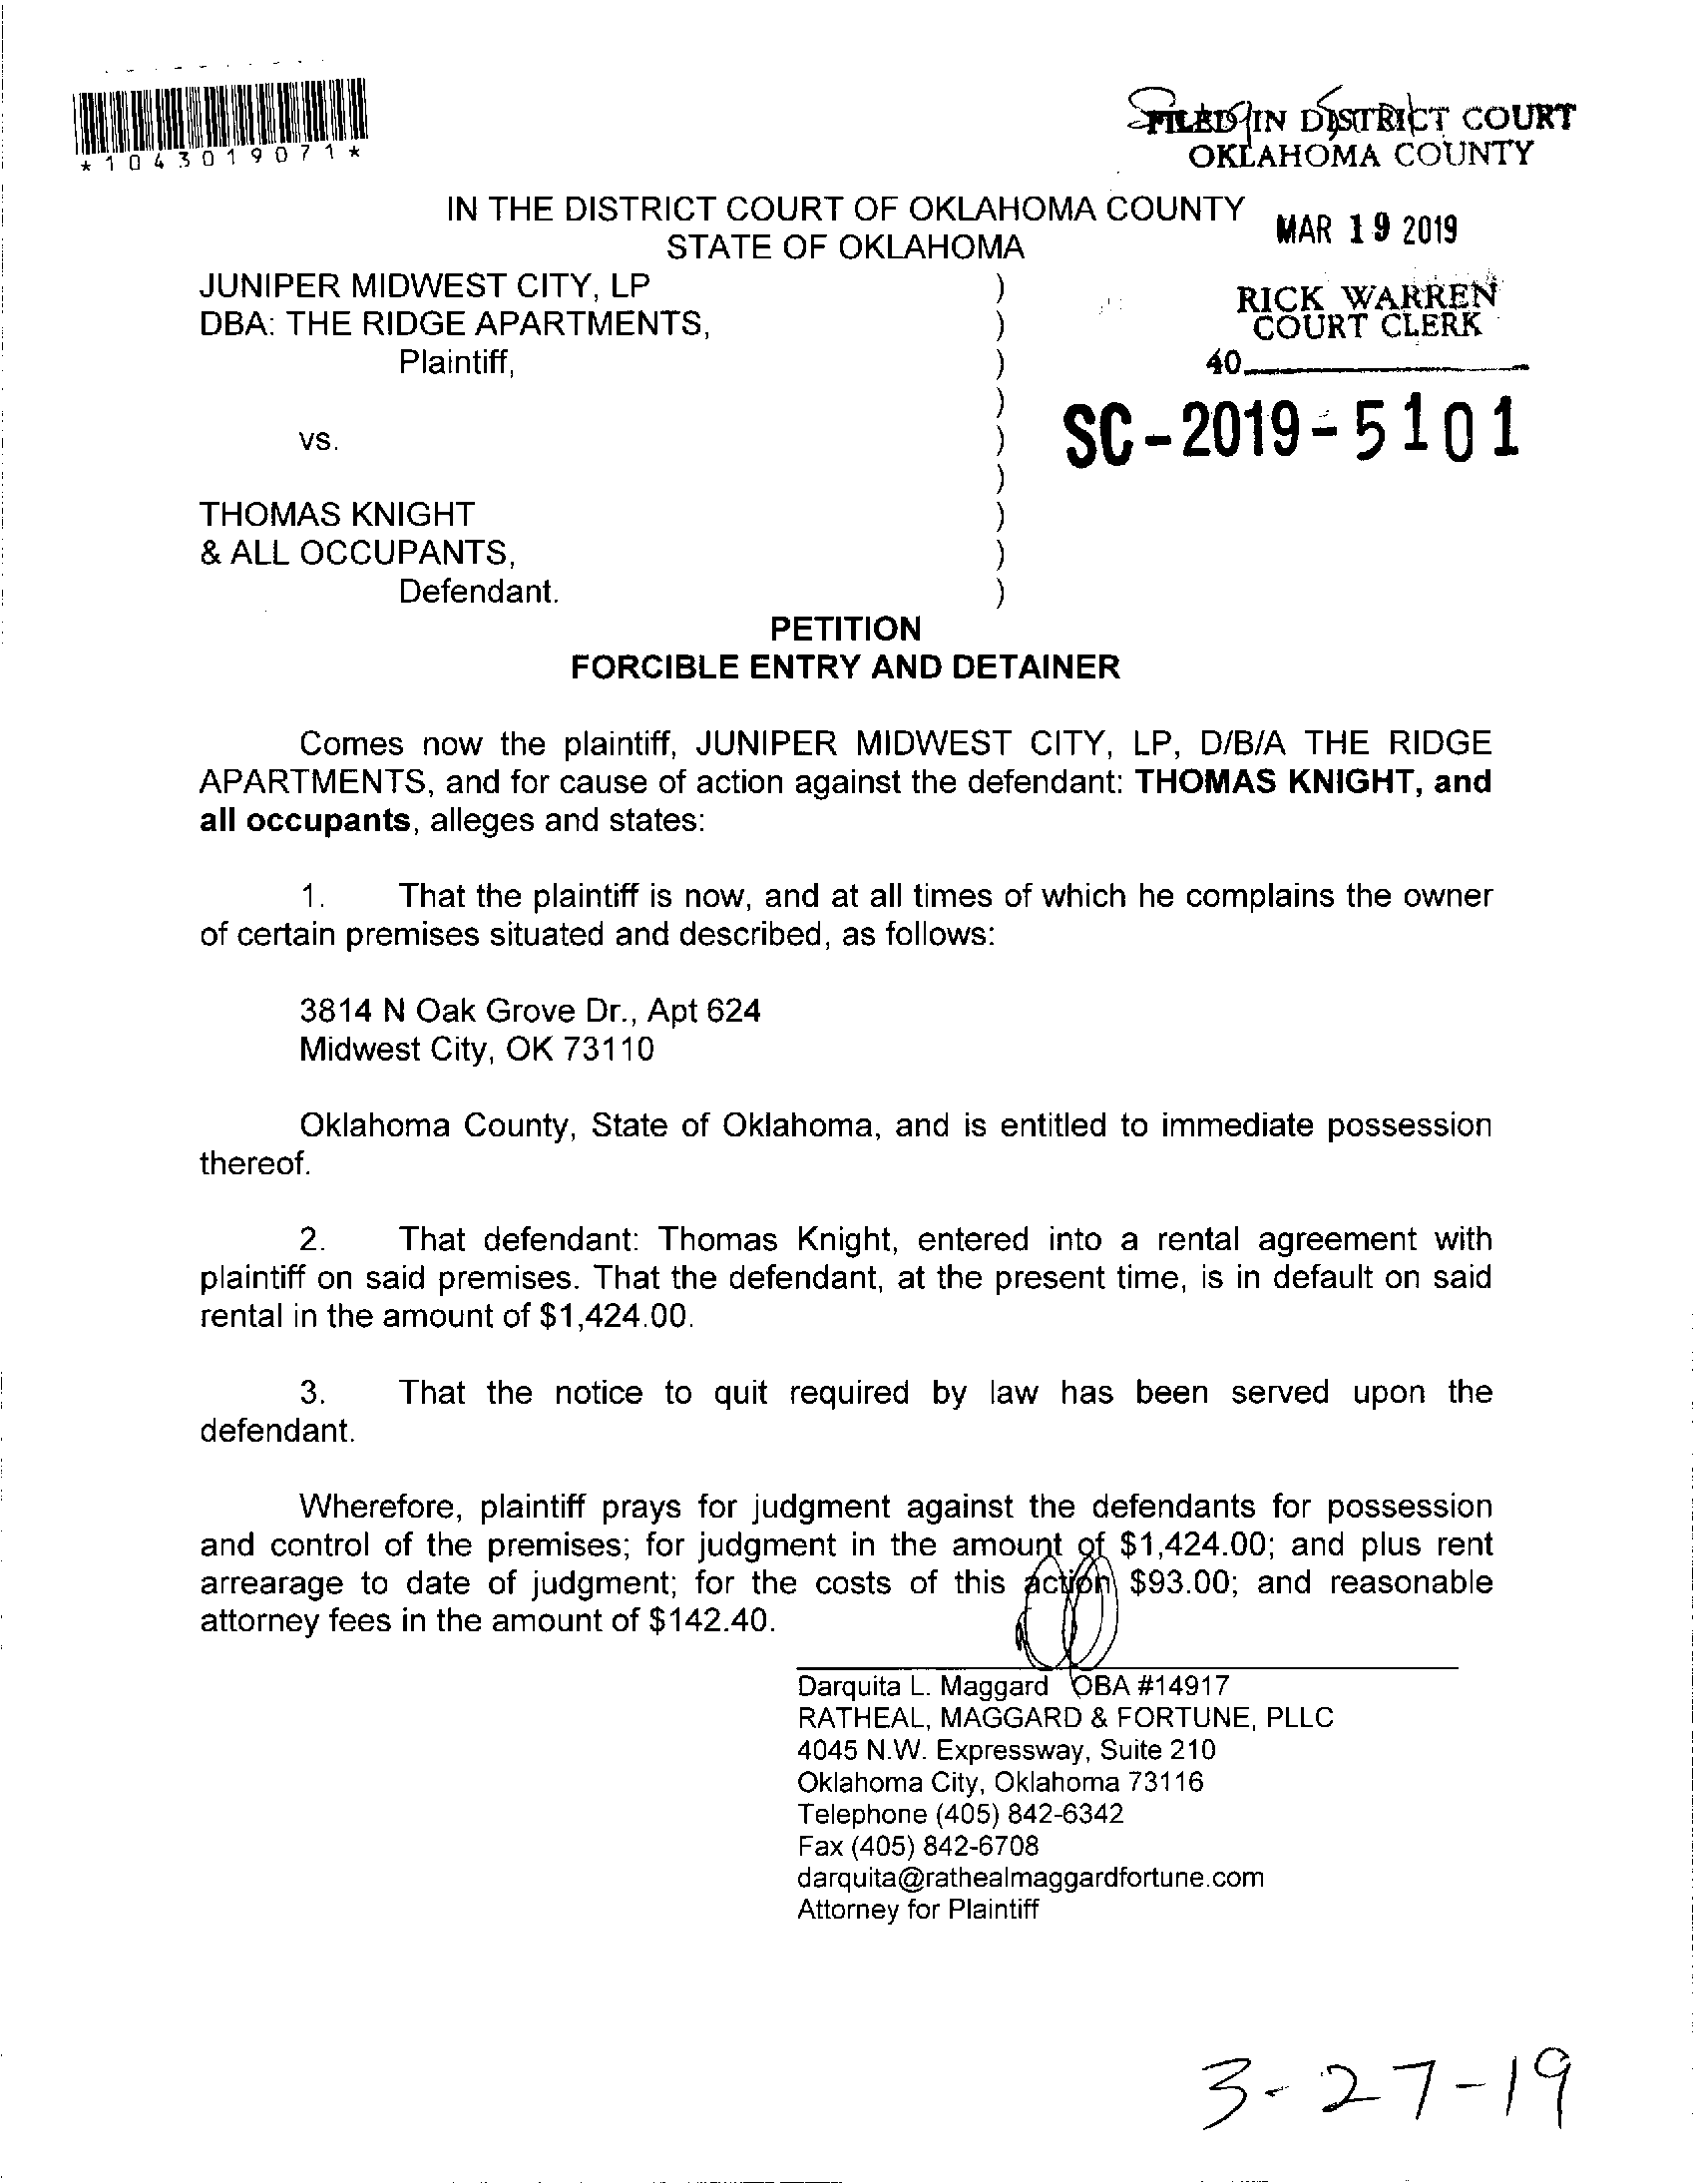 *1043019071*
FILED IN DISTRICT COURT
OKLAHOMA COUNTY
IN THE DISTRICT COURT OF OKLAHOMA COUNTY
STATE OF OKLAHOMA
MAR 19 2019
JUNIPER MIDWEST CITY, LP )
DBA: THE RIDGE APARTMENTS, )
Plaintiff, )
)
vs. )
)
THOMAS KNIGHT )
& ALL OCCUPANTS, )
Defendant. )
RICK WARREN
COURT CLERK
40
SC-2019-5101
PETITION
FORCIBLE ENTRY AND DETAINER
Comes now the plaintiff, JUNIPER MIDWEST CITY, LP, D/B/A THE RIDGE
APARTMENTS, and for cause of action against the defendant: THOMAS KNIGHT, and
all occupants, alleges and states:
1. That the plaintiff is now, and at all times of which he complains the owner
of certain premises situated and described, as follows:
3814 N Oak Grove Dr., Apt 624
Midwest City, OK 73110
Oklahoma County, State of Oklahoma, and is entitled to immediate possession
thereof.
2. That defendant: Thomas Knight, entered into a rental agreement with
plaintiff on said premises. That the defendant, at the present time, is in default on said
rental in the amount of $1,424.00.
3. That the notice to quit required by law has been served upon the
defendant.
Wherefore, plaintiff prays for judgment against the defendants for possession
and control of the premises; for judgment in the amount of $1,424.00; and plus rent
arrearage to date of judgment; for the costs of this action $93.00; and reasonable
attorney fees in the amount of $142.40.
Darquita L. Maggard OBA #14917
RATHEAL, MAGGARD & FORTUNE, PLLC
4045 N.W. Expressway, Suite 210
Oklahoma City, Oklahoma 73116
Telephone (405) 842-6342
Fax (405) 842-6708
darquita@rathealmaggardfortune.com
Attorney for Plaintiff
3-27-19